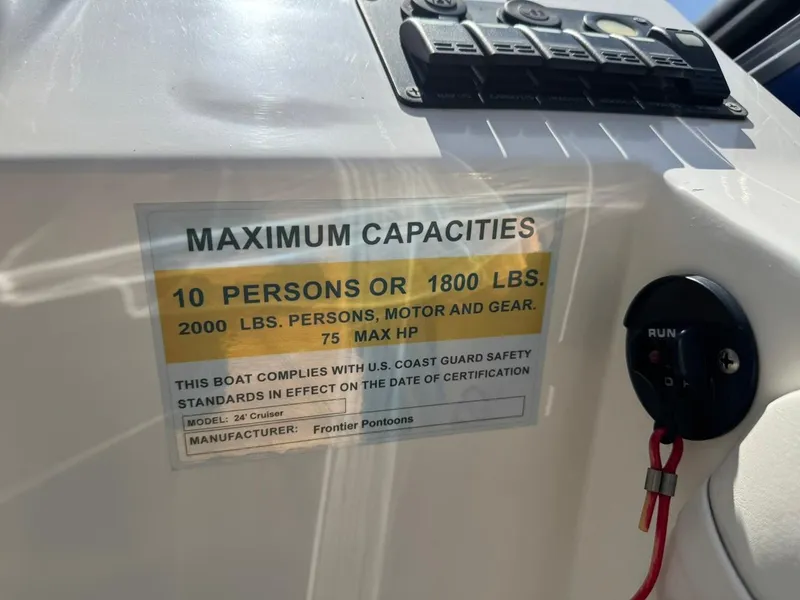 MAXIMUM CAPACITIES
10 PERSONS OR 1800 LBS.
2000 LBS. PERSONS, MOTOR AND GEAR.
75 MAX HP
THIS BOAT COMPLIES WITH U.S. COAST GUARD SAFETY
STANDARDS IN EFFECT ON THE DATE OF CERTIFICATION
MODEL: 24' Cruiser
MANUFACTURER: Frontier Pontoons
RUN